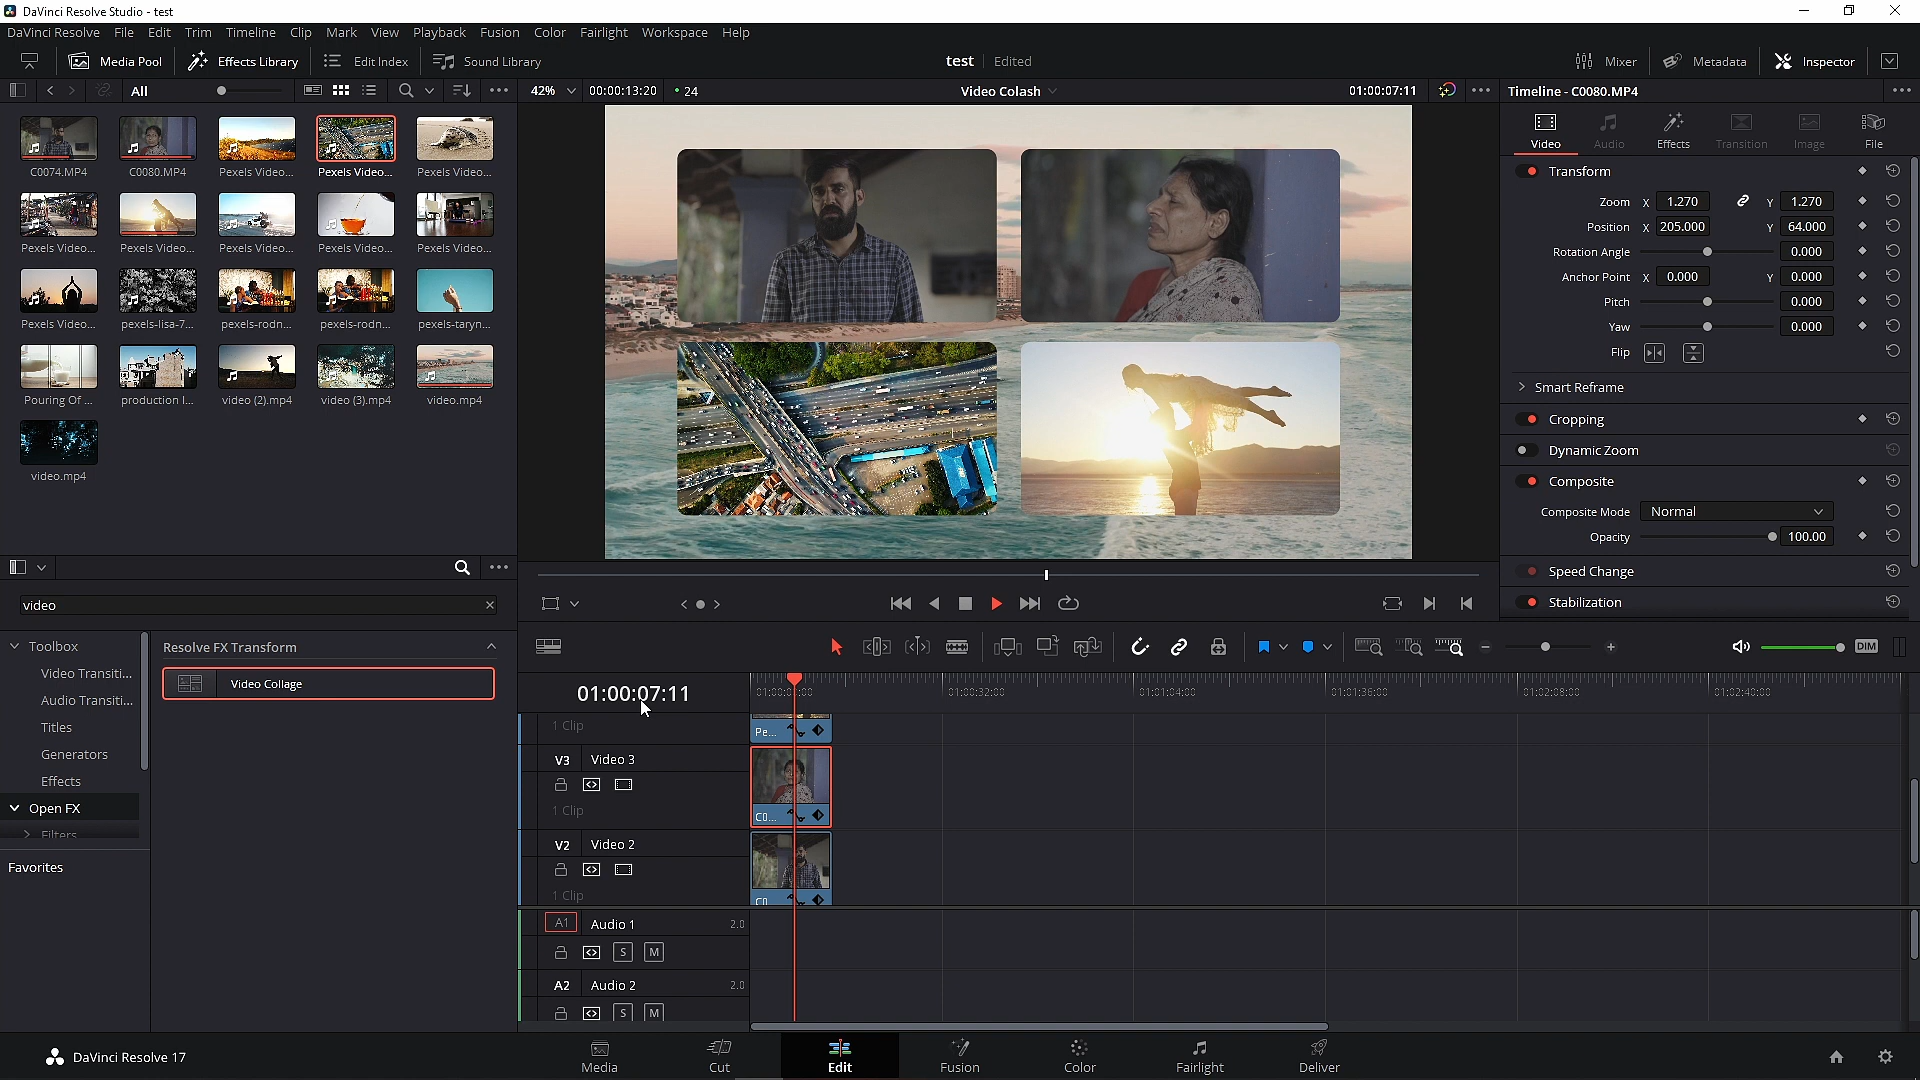 DaVinci Resolve Studio - test
DaVinci Resolve File Edit Trim Timeline Clip Mark View Playback Fusion Color Fairlight Workspace Help
Media Pool Effects Library Edit Index Sound Library test Edited Mixer Metadata Inspector
All 42% 00:00:13:20 24 Video Colash 01:00:07:11 Timeline - C0080.MP4
Video Audio Effects Transition Image File
C0074.MP4 C0080.MP4 Pexels Video... Pexels Video... Pexels Video...
Pexels Video... Pexels Video... Pexels Video... Pexels Video... Pexels Video...
Pexels Video... pexels-lisa-7... pexels-rodn... pexels-rodn... pexels-taryn...
Pouring Of ... production l... video (2).mp4 video (3).mp4 video.mp4
video.mp4
Transform
Zoom X 1.270 Y 1.270
Position X 205.000 Y 64.000
Rotation Angle 0.000
Anchor Point X 0.000 Y 0.000
Pitch 0.000
Yaw 0.000
Flip
Smart Reframe
Cropping
Dynamic Zoom
Composite
Composite Mode Normal
Opacity 100.00
Speed Change
Stabilization
video
Toolbox
Video Transiti...
Audio Transiti...
Titles
Generators
Effects
Open FX
Filters
Favorites
Resolve FX Transform
Video Collage
DIM
01:00:07:11
01:00:32:00 01:01:04:00 01:01:36:00 01:02:08:00 01:02:40:00
1 Clip
Pe...
V3 Video 3
1 Clip
C0...
V2 Video 2
1 Clip
A1 Audio 1 2.0
S M
A2 Audio 2 2.0
S M
DaVinci Resolve 17
Media Cut Edit Fusion Color Fairlight Deliver